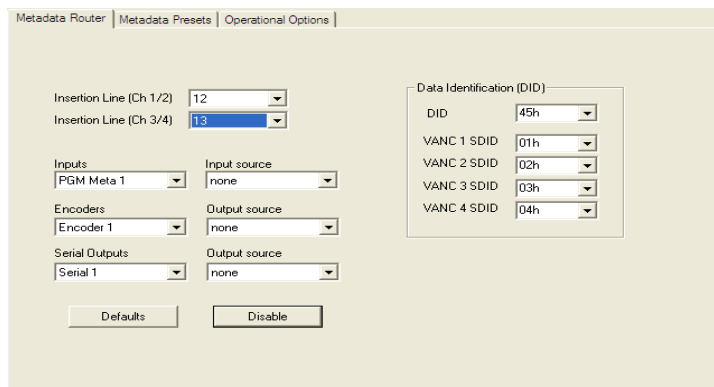 Metadata Router Metadata Presets Operational Options
Insertion Line (Ch 1/2) 12
Insertion Line (Ch 3/4) 13
Inputs Input source
PGM Meta 1 none
Encoders Output source
Encoder 1 none
Serial Outputs Output source
Serial 1 none
Defaults Disable
Data Identification (DID)
DID 45h
VANC 1 SDID 01h
VANC 2 SDID 02h
VANC 3 SDID 03h
VANC 4 SDID 04h